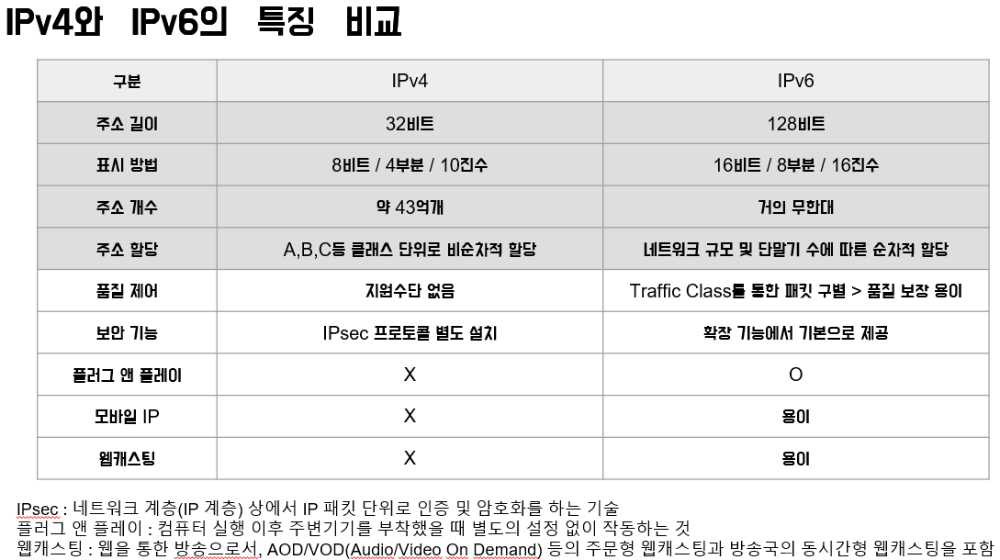 IPv4와 IPv6의 특징 비교
구분 IPv4 IPv6
주소 길이 32비트 128비트
표시 방법 8비트 / 4부분 / 10진수 16비트 / 8부분 / 16진수
주소 개수 약 43억개 거의 무한대
주소 할당 A,B,C등 클래스 단위로 비순차적 할당 네트워크 규모 및 단말기 수에 따른 순차적 할당
품질 제어 지원수단 없음 Traffic Class를 통한 패킷 구별 > 품질 보장 용이
보안 기능 IPsec 프로토콜 별도 설치 확장 기능에서 기본으로 제공
플러그 앤 플레이 X O
모바일 IP X 용이
웹캐스팅 X 용이
IPsec : 네트워크 계층(IP 계층) 상에서 IP 패킷 단위로 인증 및 암호화를 하는 기술
플러그 앤 플레이 : 컴퓨터 실행 이후 주변기기를 부착했을 때 별도의 설정 없이 작동하는 것
웹캐스팅 : 웹을 통한 방송으로서, AOD/VOD(Audio/Video On Demand) 등의 주문형 웹캐스팅과 방송국의 동시간형 웹캐스팅을 포함